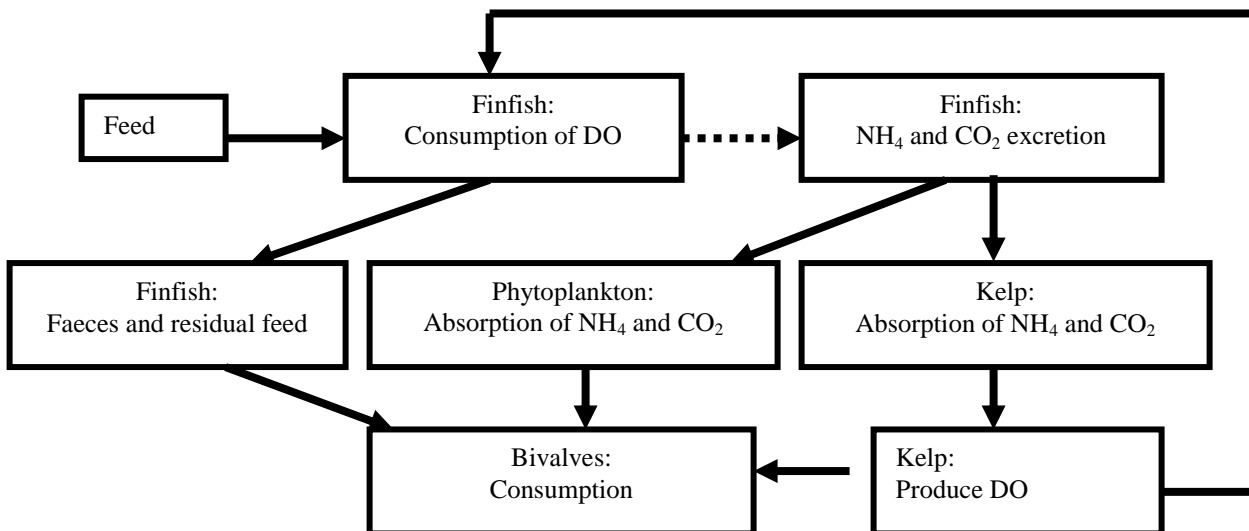 Feed
Finfish:
Consumption of DO
Finfish:
NH₄ and CO₂ excretion
Finfish:
Faeces and residual feed
Phytoplankton:
Absorption of NH₄ and CO₂
Kelp:
Absorption of NH₄ and CO₂
Bivalves:
Consumption
Kelp:
Produce DO